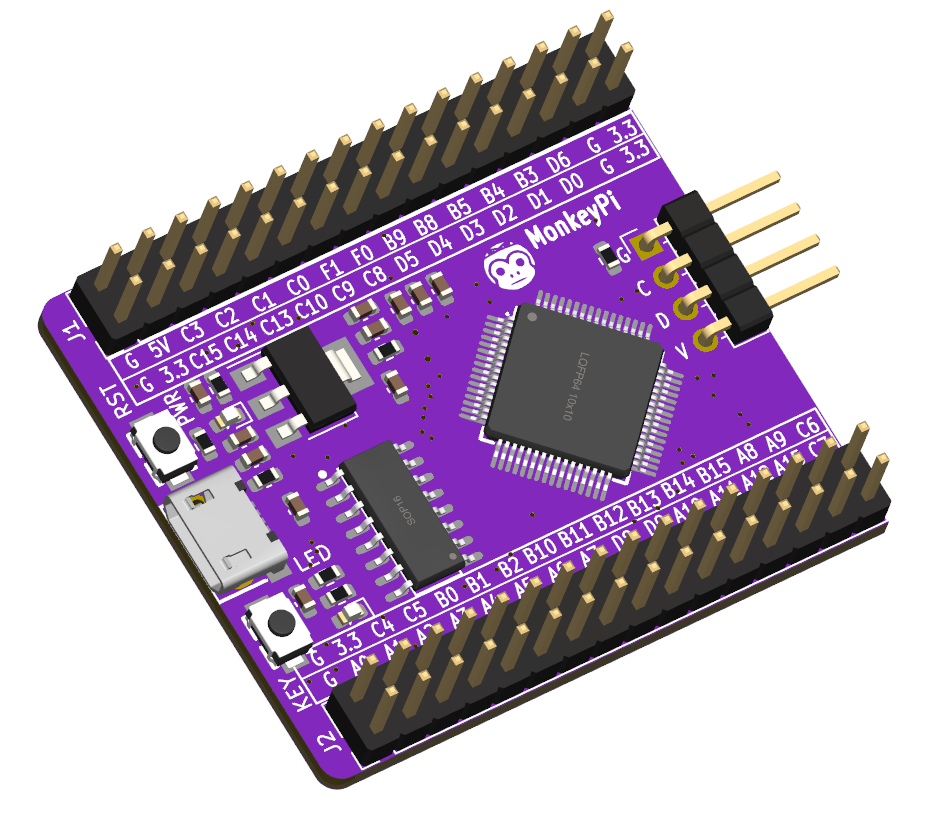 J1
G 5V C3 C2 C1 C0 F1 F0 B9 B8 B5 B4 B3 D6 G 3.3
G 3.3 C15 C14 C13 C10 C9 C8 D5 D4 D3 D2 D1 D0 G 3.3
MonkeyPi
G
C
D
V
RST
PWR
LQFP64 10x10
SOP16
LED
KEY
G 3.3 C4 C5 B0 B1 B2 B10 B11 B12 B13 B14 B15 A8 A9 C6
G A0 A1
J2